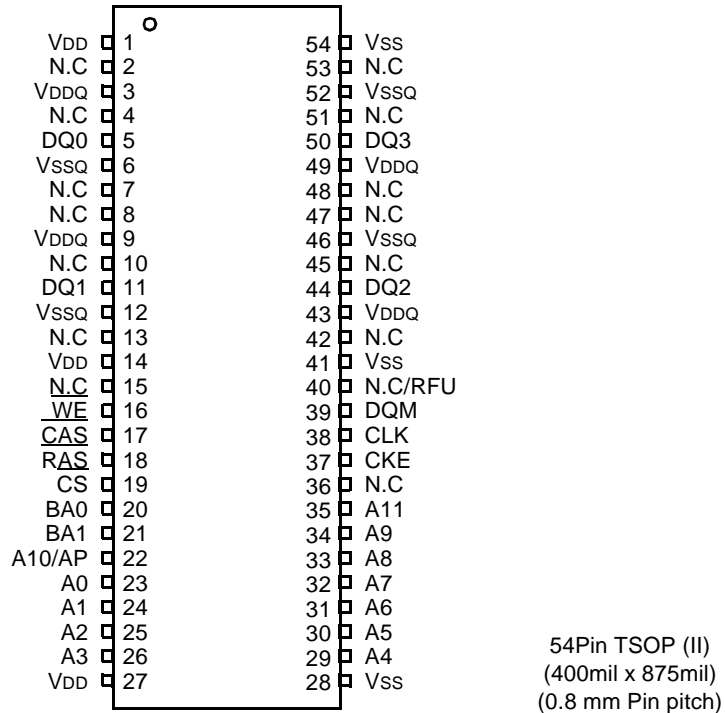 VDD 1 54 VSS
N.C 2 53 N.C
VDDQ 3 52 VSSQ
N.C 4 51 N.C
DQ0 5 50 DQ3
VSSQ 6 49 VDDQ
N.C 7 48 N.C
N.C 8 47 N.C
VDDQ 9 46 VSSQ
N.C 10 45 N.C
DQ1 11 44 DQ2
VSSQ 12 43 VDDQ
N.C 13 42 N.C
VDD 14 41 VSS
N.C 15 40 N.C/RFU
WE 16 39 DQM
CAS 17 38 CLK
RAS 18 37 CKE
CS 19 36 N.C
BA0 20 35 A11
BA1 21 34 A9
A10/AP 22 33 A8
A0 23 32 A7
A1 24 31 A6
A2 25 30 A5
A3 26 29 A4
VDD 27 28 VSS
54Pin TSOP (II)
(400mil x 875mil)
(0.8 mm Pin pitch)